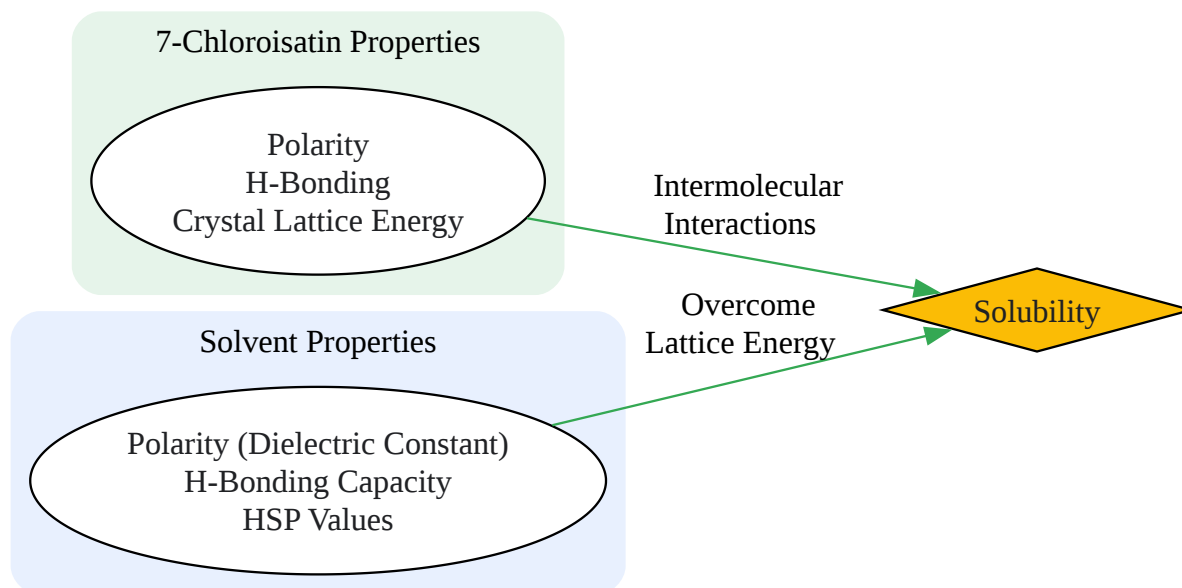 7-Chloroisatin Properties
Polarity
H-Bonding
Crystal Lattice Energy
Intermolecular
Interactions
Solvent Properties
Polarity (Dielectric Constant)
H-Bonding Capacity
HSP Values
Overcome
Lattice Energy
Solubility